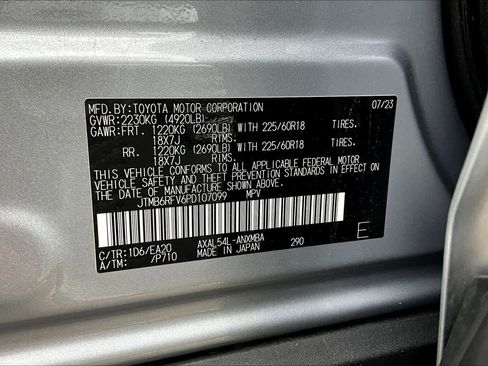 MFD.BY:TOYOTA MOTOR CORPORATION 07/23
GVWR:2230KG (4920LB)
GAWR:FRT. 1220KG (2690LB) WITH 225/60R18 TIRES.
18X7J RIMS.
RR. 1220KG (2690LB) WITH 225/60R18 TIRES.
18X7J RIMS.
THIS VEHICLE CONFORMS TO ALL APPLICABLE FEDERAL MOTOR
VEHICLE SAFETY AND THEFT PREVENTION STANDARDS IN EFFECT ON
THE DATE OF MANUFACTURE SHOWN ABOVE.
JTMB6RFV6PD107099 MPV
C/TR:1D6/EA20 AXAL54L-ANXMBA 290 E
A/TM: /P710 MADE IN JAPAN